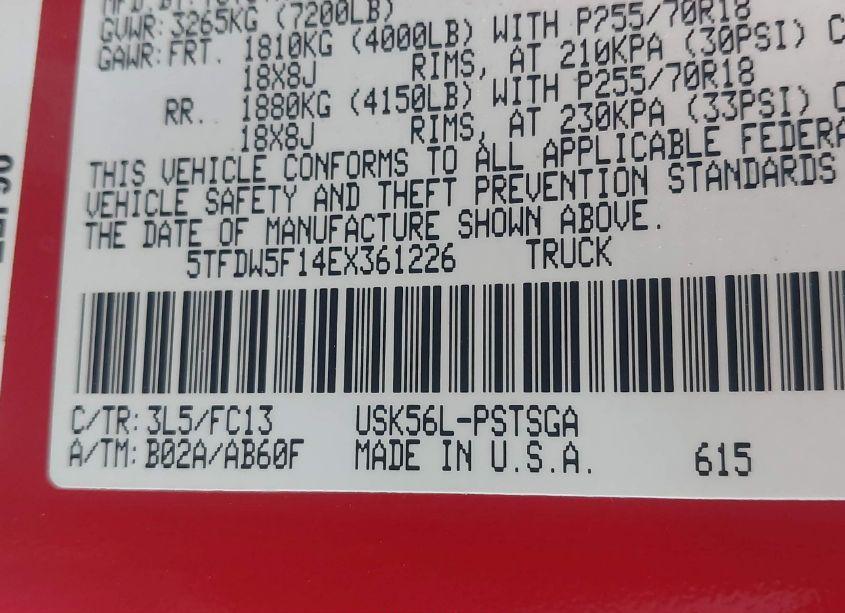 GVWR: 3265KG (7200LB)
GAWR: FRT. 1810KG (4000LB) WITH P255/70R18
18X8J RIMS, AT 210KPA (30PSI) C
RR. 1880KG (4150LB) WITH P255/70R18
18X8J RIMS, AT 230KPA (33PSI) C
THIS VEHICLE CONFORMS TO ALL APPLICABLE FEDERA
VEHICLE SAFETY AND THEFT PREVENTION STANDARDS
THE DATE OF MANUFACTURE SHOWN ABOVE.
5TFDW5F14EX361226 TRUCK
C/TR: 3L5/FC13 USK56L-PSTSGA
A/TM: B02A/AB60F MADE IN U.S.A. 615